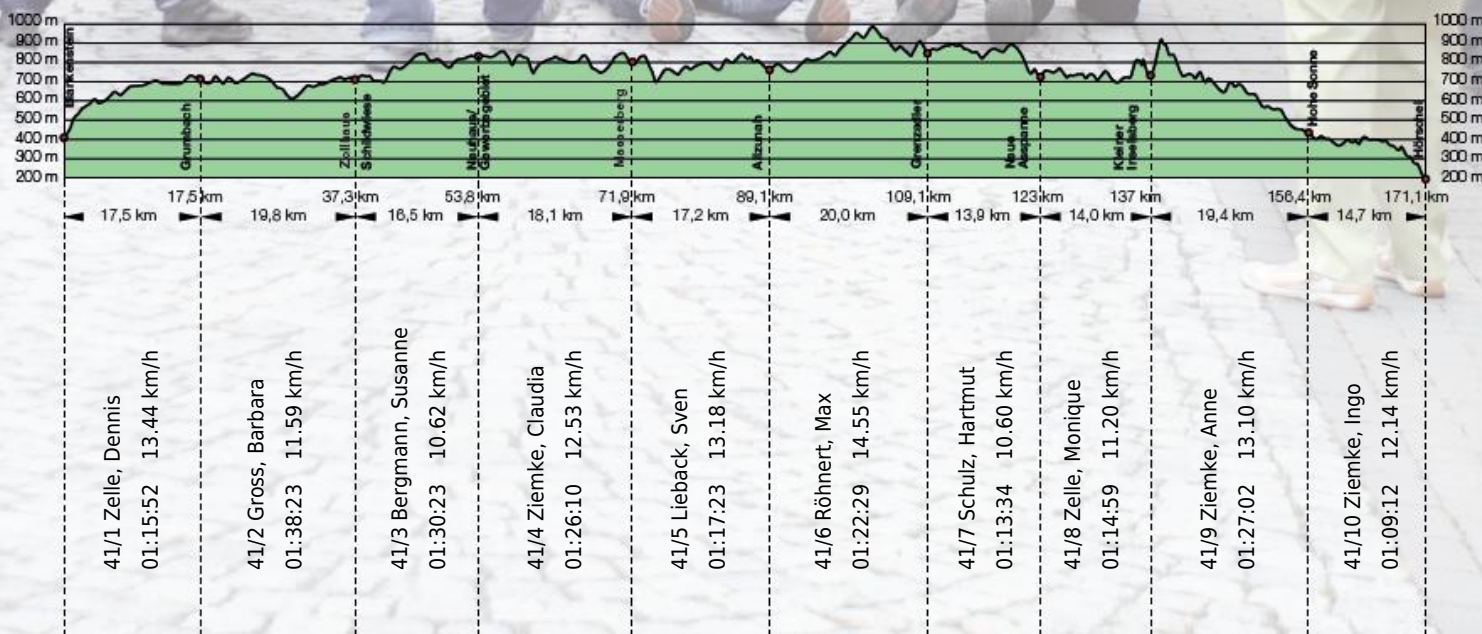 1000 m
900 m
800 m
700 m
600 m
500 m
400 m
300 m
200 m
1000 m
900 m
800 m
700 m
600 m
500 m
400 m
300 m
200 m
Blankenstein
Grumbach
Zollhaus
Schildwiese
Neuhaus/
Masserberg
Allzunah
Grenzadler
Neue
Ausspanne
Kleiner
Inselsberg
Hohe Sonne
Hörschel
17,5 km 37,3 km 53,8 km 71,9 km 89,1 km 109,1 km 123 km 137 km 156,4 km 171,1 km
17,5 km 19,8 km 16,5 km 18,1 km 17,2 km 20,0 km 13,9 km 14,0 km 19,4 km 14,7 km
41/1 Zelle, Dennis
01:15:52 13.44 km/h
41/2 Gross, Barbara
01:38:23 11.59 km/h
41/3 Bergmann, Susanne
01:30:23 10.62 km/h
41/4 Ziemke, Claudia
01:26:10 12.53 km/h
41/5 Lieback, Sven
01:17:23 13.18 km/h
41/6 Röhnert, Max
01:22:29 14.55 km/h
41/7 Schulz, Hartmut
01:13:34 10.60 km/h
41/8 Zelle, Monique
01:14:59 11.20 km/h
41/9 Ziemke, Anne
01:27:02 13.10 km/h
41/10 Ziemke, Ingo
01:09:12 12.14 km/h